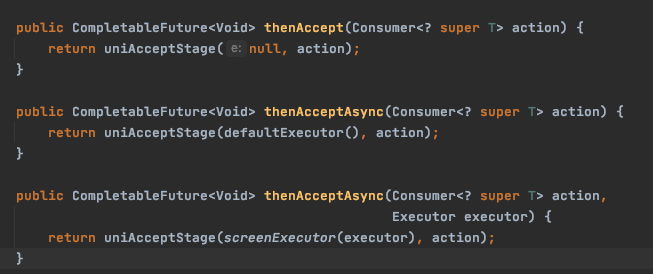 public CompletableFuture<Void> thenAccept(Consumer<? super T> action) {
return uniAcceptStage( e: null, action);
}
public CompletableFuture<Void> thenAcceptAsync(Consumer<? super T> action) {
return uniAcceptStage(defaultExecutor(), action);
}
public CompletableFuture<Void> thenAcceptAsync(Consumer<? super T> action,
Executor executor) {
return uniAcceptStage(screenExecutor(executor), action);
}